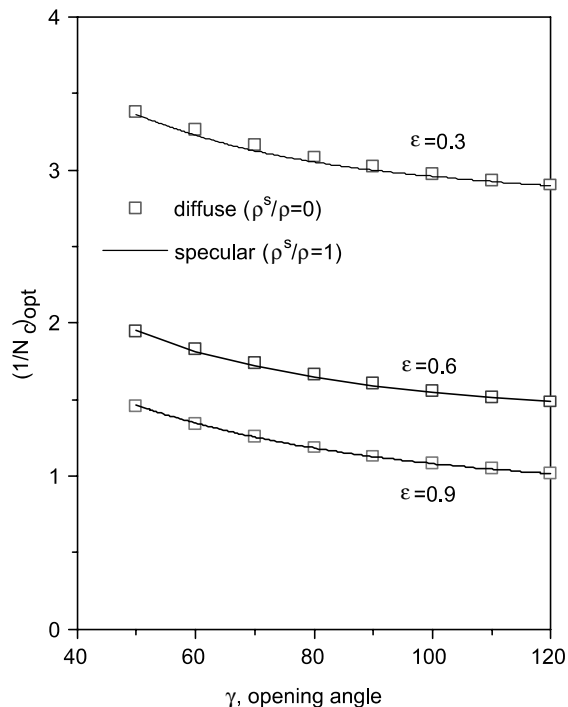 4
3
2
1
0
(1/N c)opt
ε=0.3
diffuse (ρˢ/ρ=0)
specular (ρˢ/ρ=1)
ε=0.6
ε=0.9
40 60 80 100 120
γ, opening angle